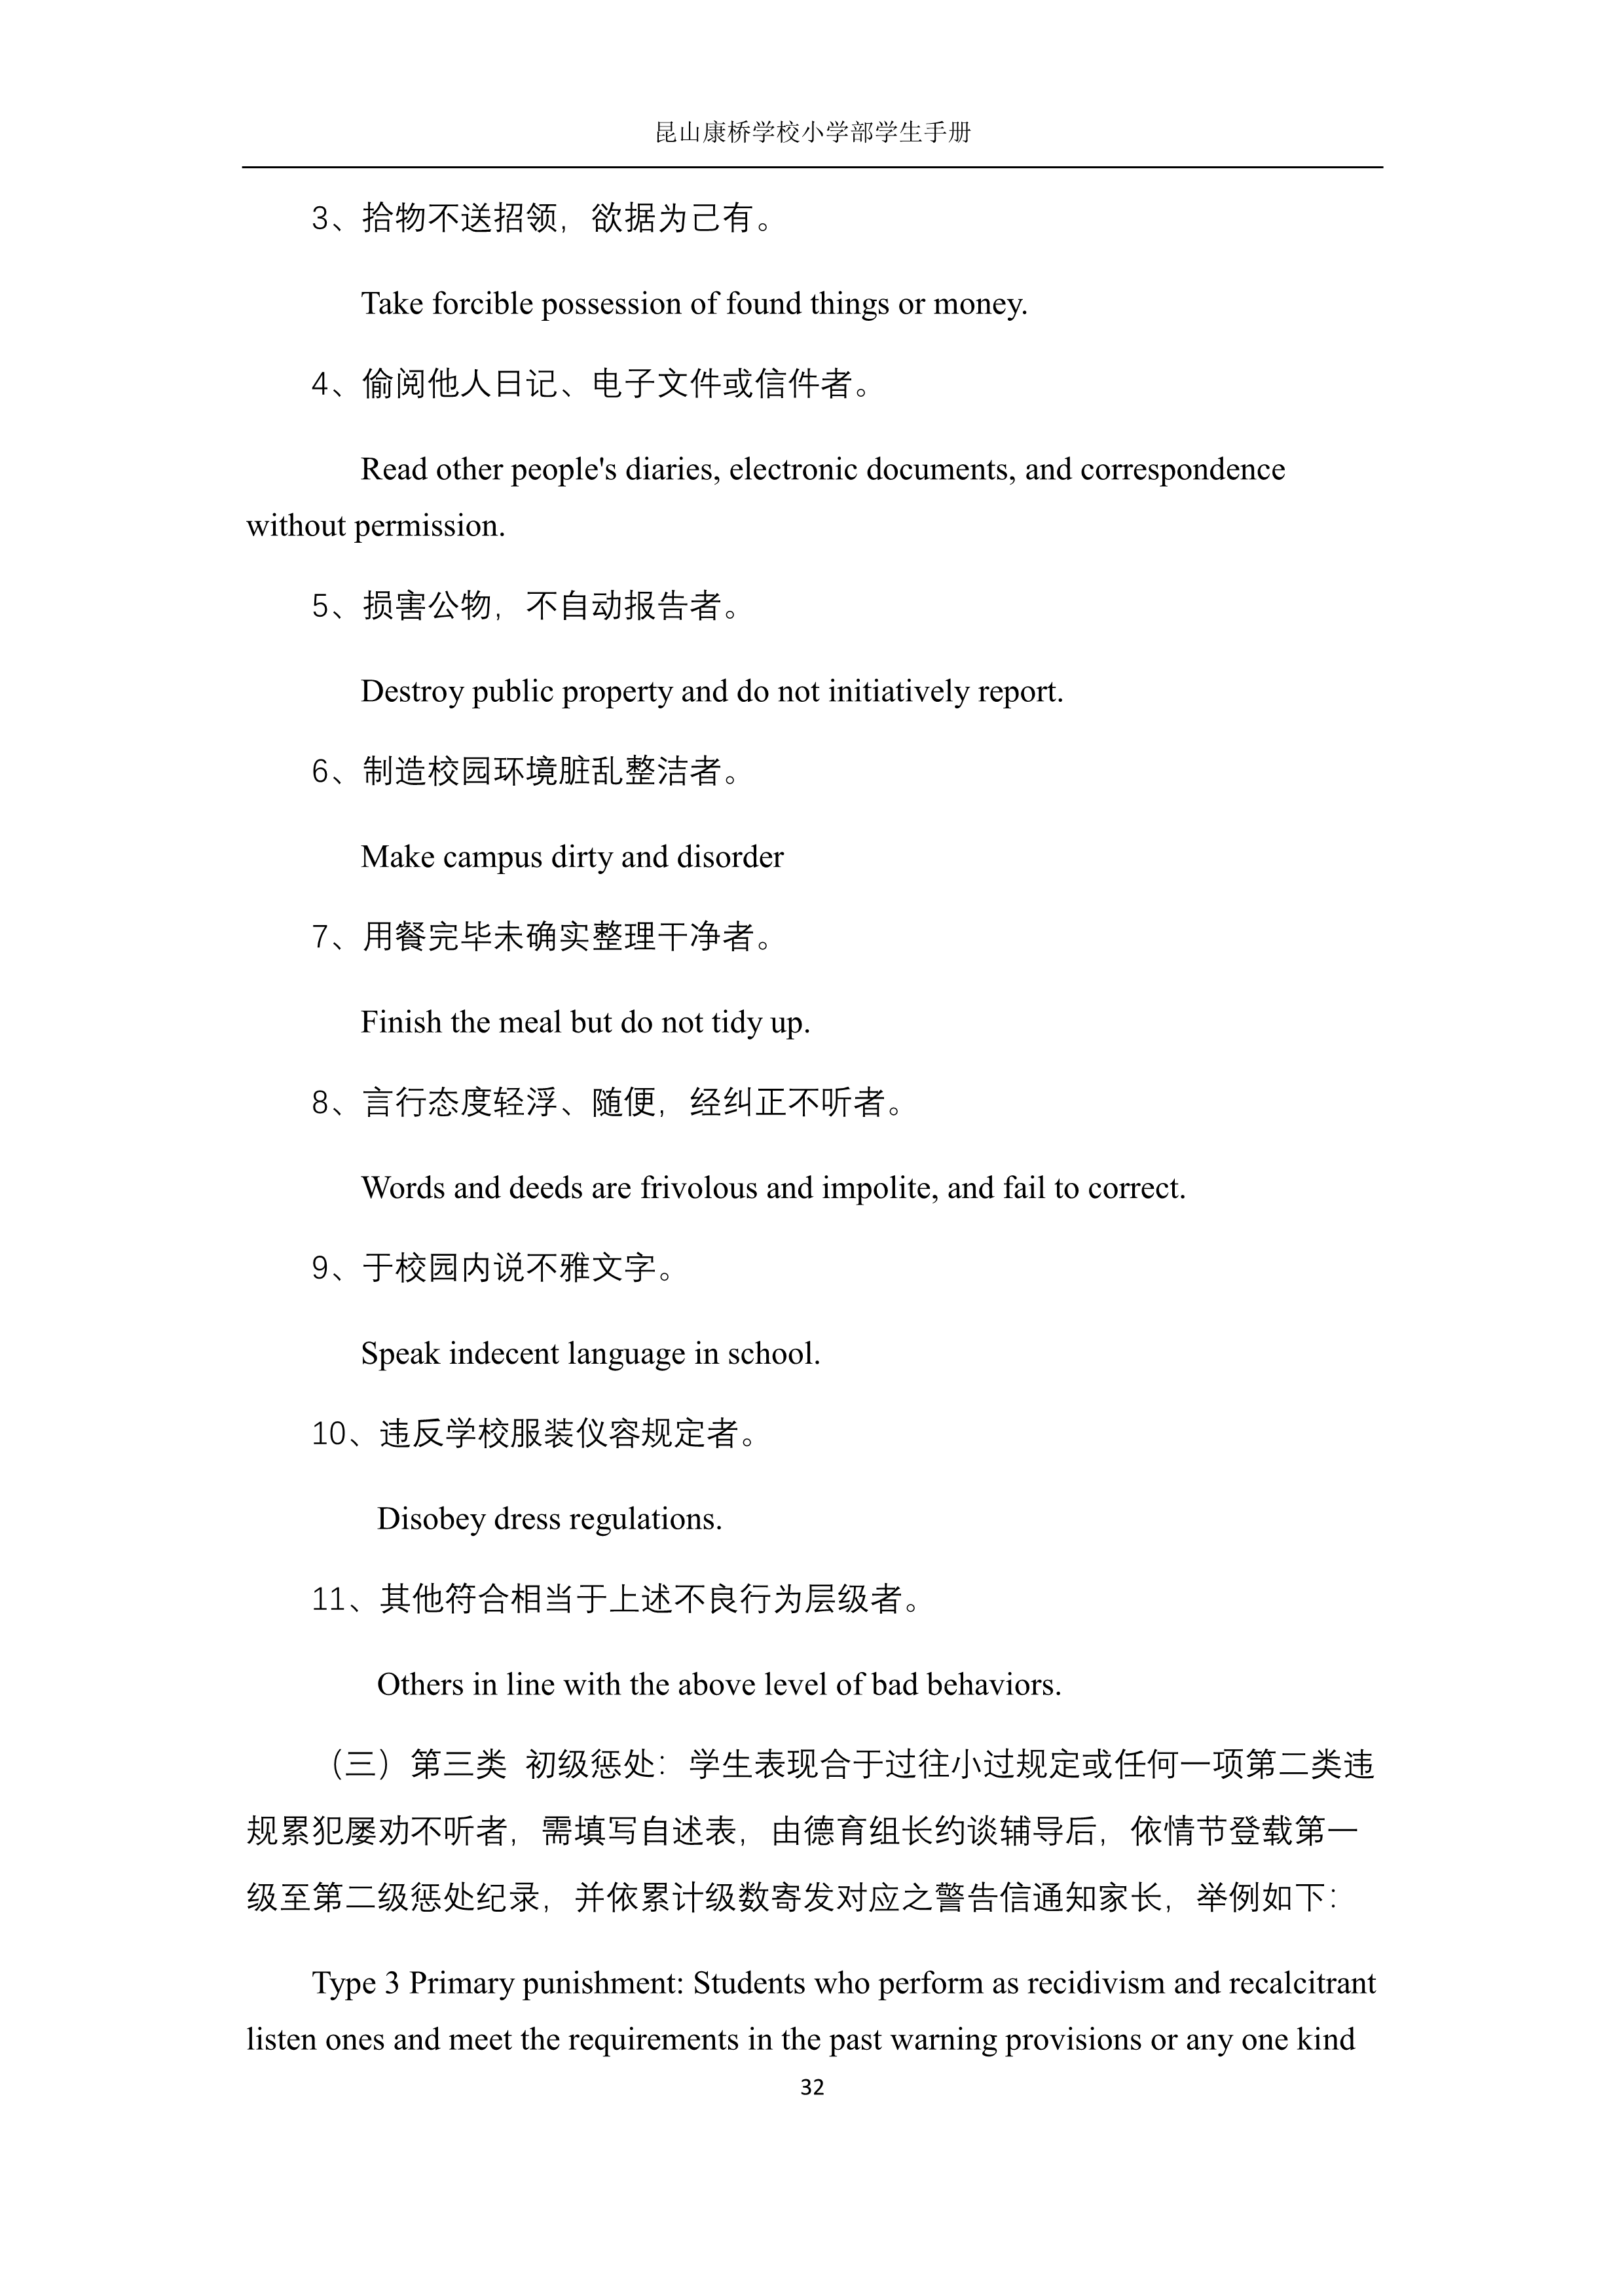 昆山康桥学校小学部学生手册
3、拾物不送招领，欲据为己有。
Take forcible possession of found things or money.
4、偷阅他人日记、电子文件或信件者。
Read other people's diaries, electronic documents, and correspondence
without permission.
5、损害公物，不自动报告者。
Destroy public property and do not initiatively report.
6、制造校园环境脏乱整洁者。
Make campus dirty and disorder
7、用餐完毕未确实整理干净者。
Finish the meal but do not tidy up.
8、言行态度轻浮、随便，经纠正不听者。
Words and deeds are frivolous and impolite, and fail to correct.
9、于校园内说不雅文字。
Speak indecent language in school.
10、违反学校服装仪容规定者。
Disobey dress regulations.
11、其他符合相当于上述不良行为层级者。
Others in line with the above level of bad behaviors.
（三）第三类 初级惩处：学生表现合于过往小过规定或任何一项第二类违
规累犯屡劝不听者，需填写自述表，由德育组长约谈辅导后，依情节登载第一
级至第二级惩处纪录，并依累计级数寄发对应之警告信通知家长，举例如下：
Type 3 Primary punishment: Students who perform as recidivism and recalcitrant
listen ones and meet the requirements in the past warning provisions or any one kind
32